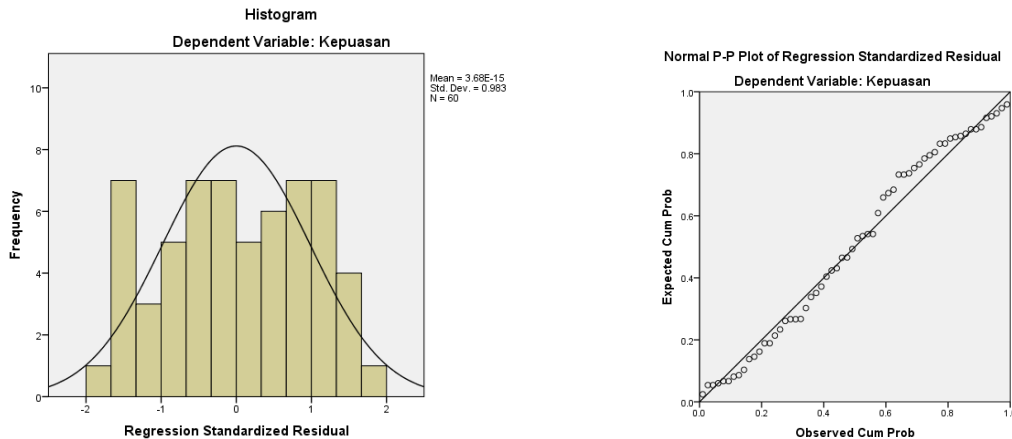 Histogram
Dependent Variable: Kepuasan
Mean = 3.68E-15
Std. Dev. = 0.983
N = 60
10
8
6
4
2
0
Frequency
-2
-1
0
1
2
Regression Standardized Residual
Normal P-P Plot of Regression Standardized Residual
Dependent Variable: Kepuasan
1.0
0.8
0.6
0.4
0.2
0.0
Expected Cum Prob
0.0
0.2
0.4
0.6
0.8
1.0
Observed Cum Prob